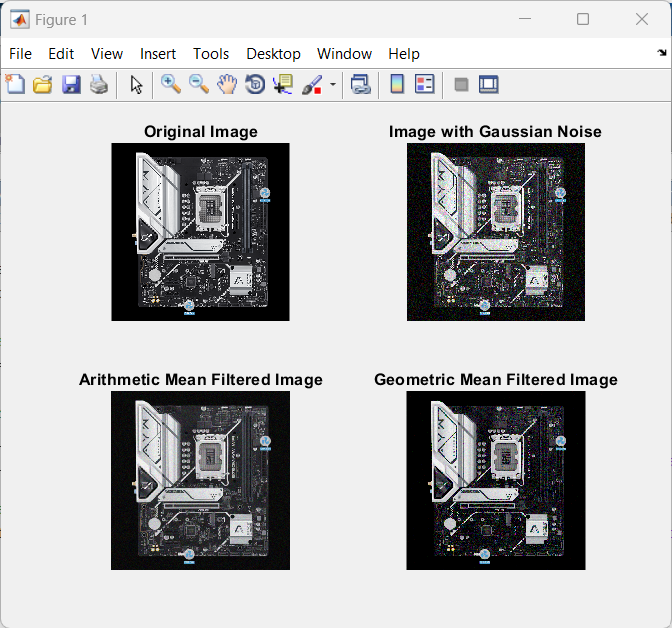 Figure 1
File Edit View Insert Tools Desktop Window Help
Original Image
Image with Gaussian Noise
Arithmetic Mean Filtered Image
Geometric Mean Filtered Image